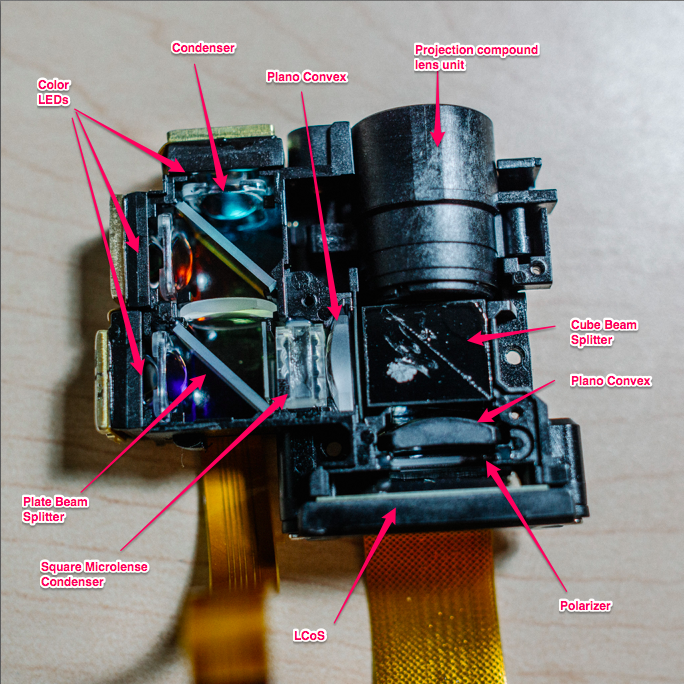 Condenser
Projection compound
lens unit
Plano Convex
Color
LEDs
Cube Beam
Splitter
Plano Convex
Plate Beam
Splitter
Square Microlense
Condenser
Polarizer
LCoS